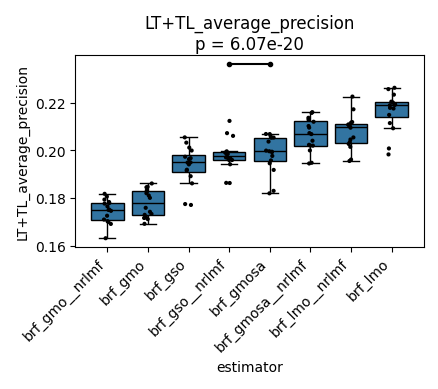 LT+TL_average_precision
p = 6.07e-20
LT+TL_average_precision
0.22
0.20
0.18
0.16
brf_gmo__nrlmf
brf_gmo
brf_gso
brf_gso__nrlmf
brf_gmosa
brf_gmosa__nrlmf
brf_lmo__nrlmf
brf_lmo
estimator